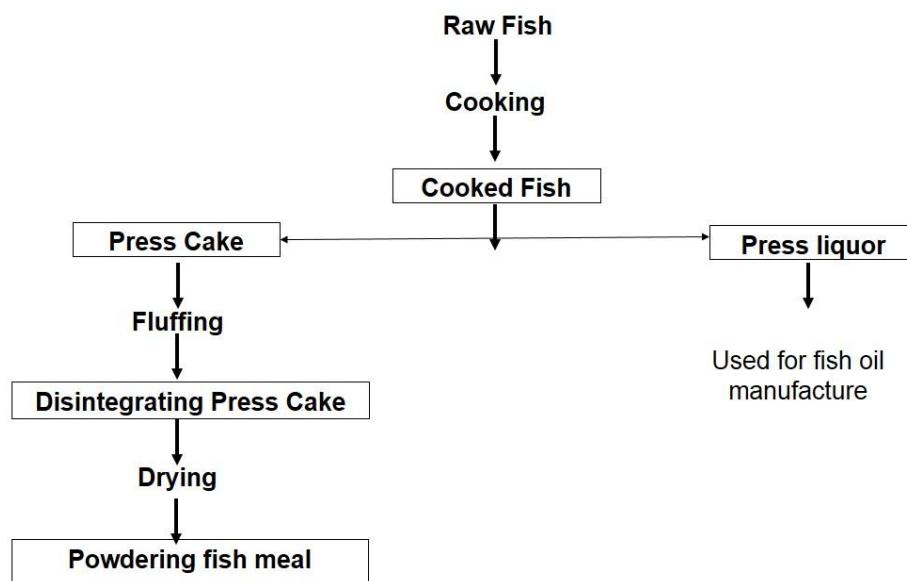 Raw Fish
Cooking
Cooked Fish
Press Cake
Press liquor
Fluffing
Used for fish oil
manufacture
Disintegrating Press Cake
Drying
Powdering fish meal